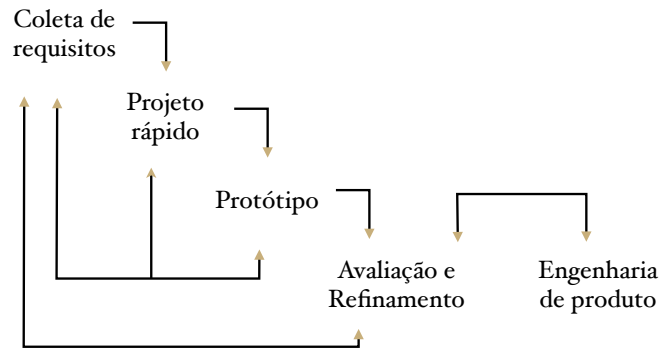 Coleta de
requisitos
Projeto
rápido
Protótipo
Avaliação e
Refinamento
Engenharia
de produto